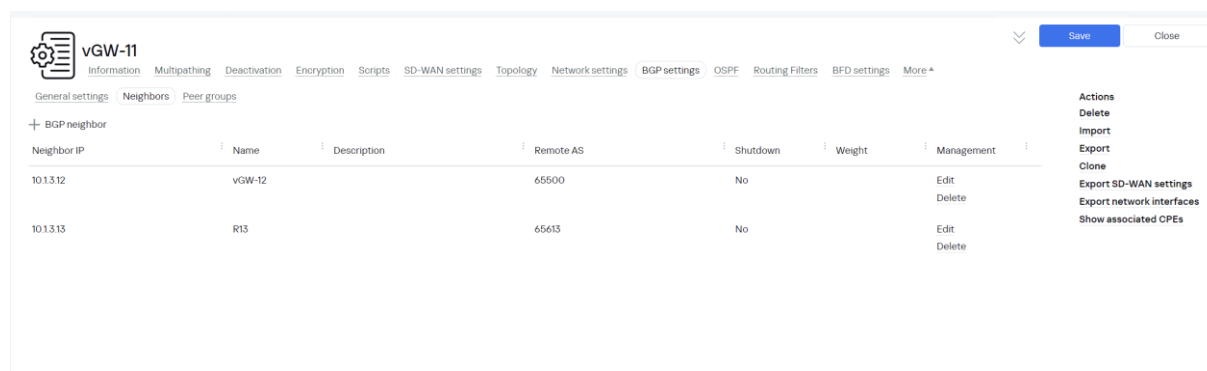 vGW-11
Save Close
Information Multipathing Deactivation Encryption Scripts SD-WAN settings Topology Network settings BGP settings OSPF Routing Filters BFD settings More
General settings Neighbors Peer groups
+ BGP neighbor
Neighbor IP Name Description Remote AS Shutdown Weight Management
10.1.3.12 vGW-12 65500 No Edit
Delete
10.1.3.13 R13 65613 No Edit
Delete
Actions
Delete
Import
Export
Clone
Export SD-WAN settings
Export network interfaces
Show associated CPEs